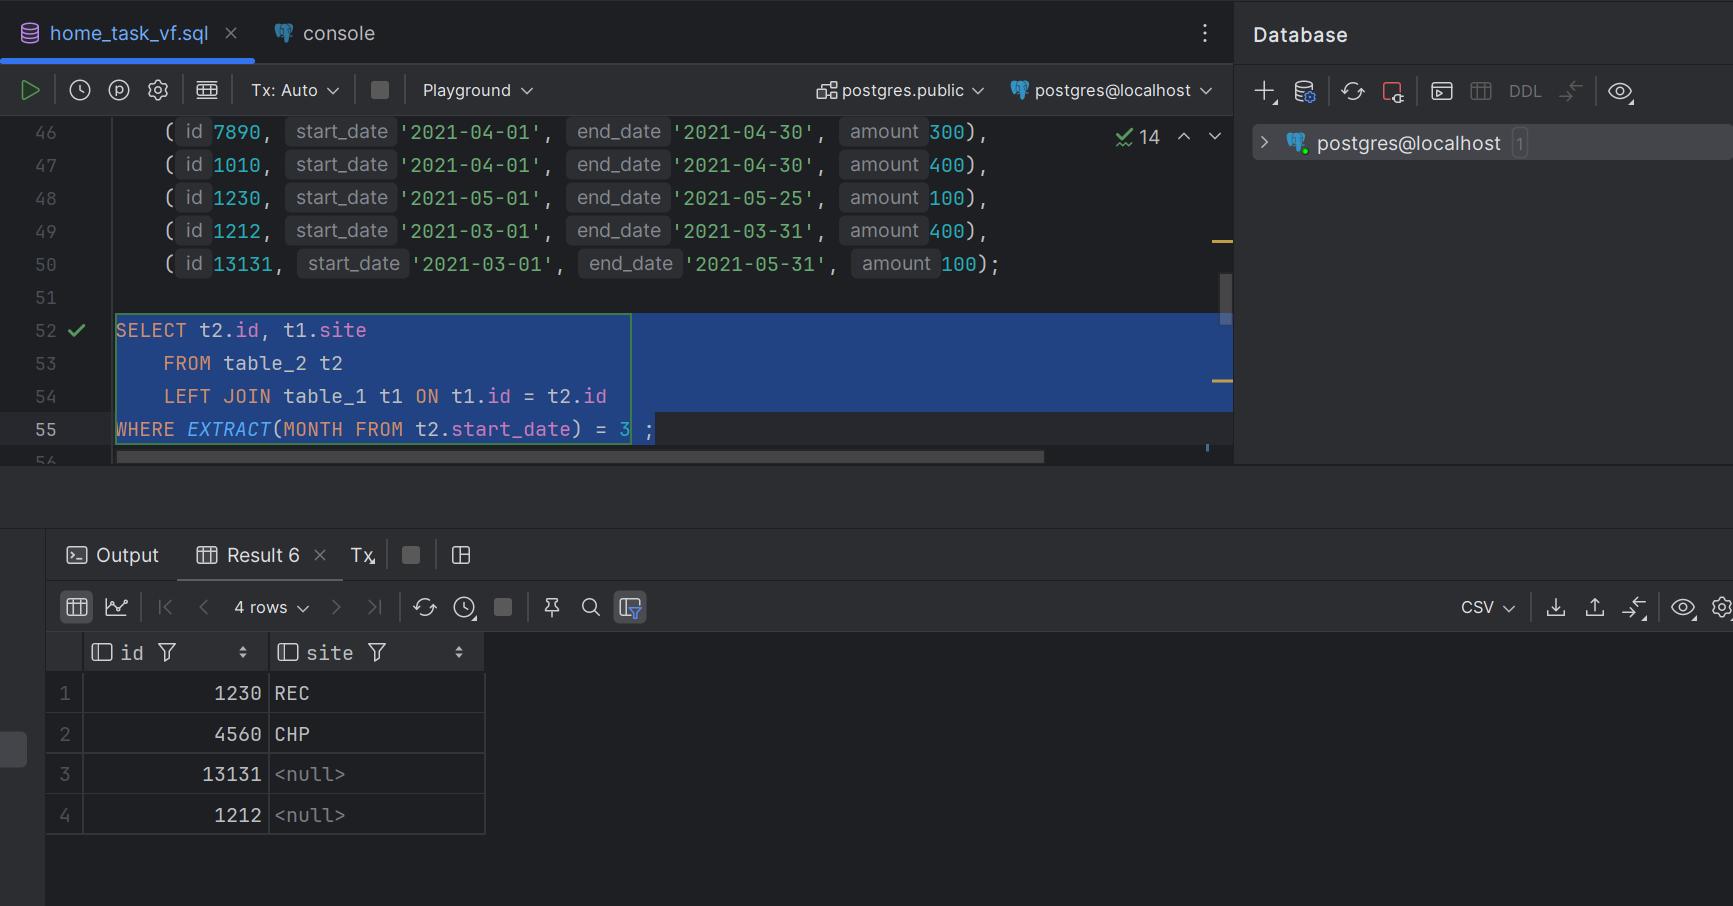 home_task_vf.sql
console
Database
Tx: Auto
Playground
postgres.public
postgres@localhost
DDL
postgres@localhost 1
14
46 ( id 7890, start_date '2021-04-01', end_date '2021-04-30', amount 300),
47 ( id 1010, start_date '2021-04-01', end_date '2021-04-30', amount 400),
48 ( id 1230, start_date '2021-05-01', end_date '2021-05-25', amount 100),
49 ( id 1212, start_date '2021-03-01', end_date '2021-03-31', amount 400),
50 ( id 13131, start_date '2021-03-01', end_date '2021-05-31', amount 100);
51
52 SELECT t2.id, t1.site
53 FROM table_2 t2
54 LEFT JOIN table_1 t1 ON t1.id = t2.id
55 WHERE EXTRACT(MONTH FROM t2.start_date) = 3 ;
56
Output
Result 6
Tx
4 rows
CSV
id site
1 1230 REC
2 4560 CHP
3 13131 <null>
4 1212 <null>